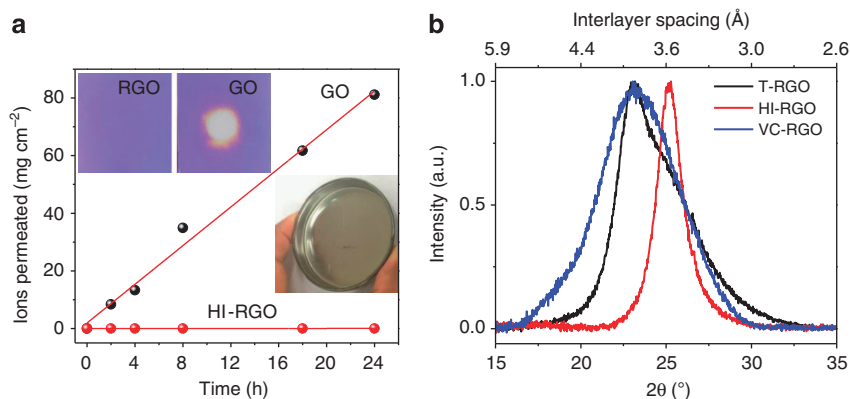 a
Ions permeated (mg cm⁻²)
80
60
40
20
0
RGO
GO
GO
HI-RGO
0 4 8 12 16 20 24
Time (h)
b
Interlayer spacing (Å)
5.9 4.4 3.6 3.0 2.6
Intensity (a.u.)
1.0
0.5
0.0
T-RGO
HI-RGO
VC-RGO
15 20 25 30 35
2θ (°)